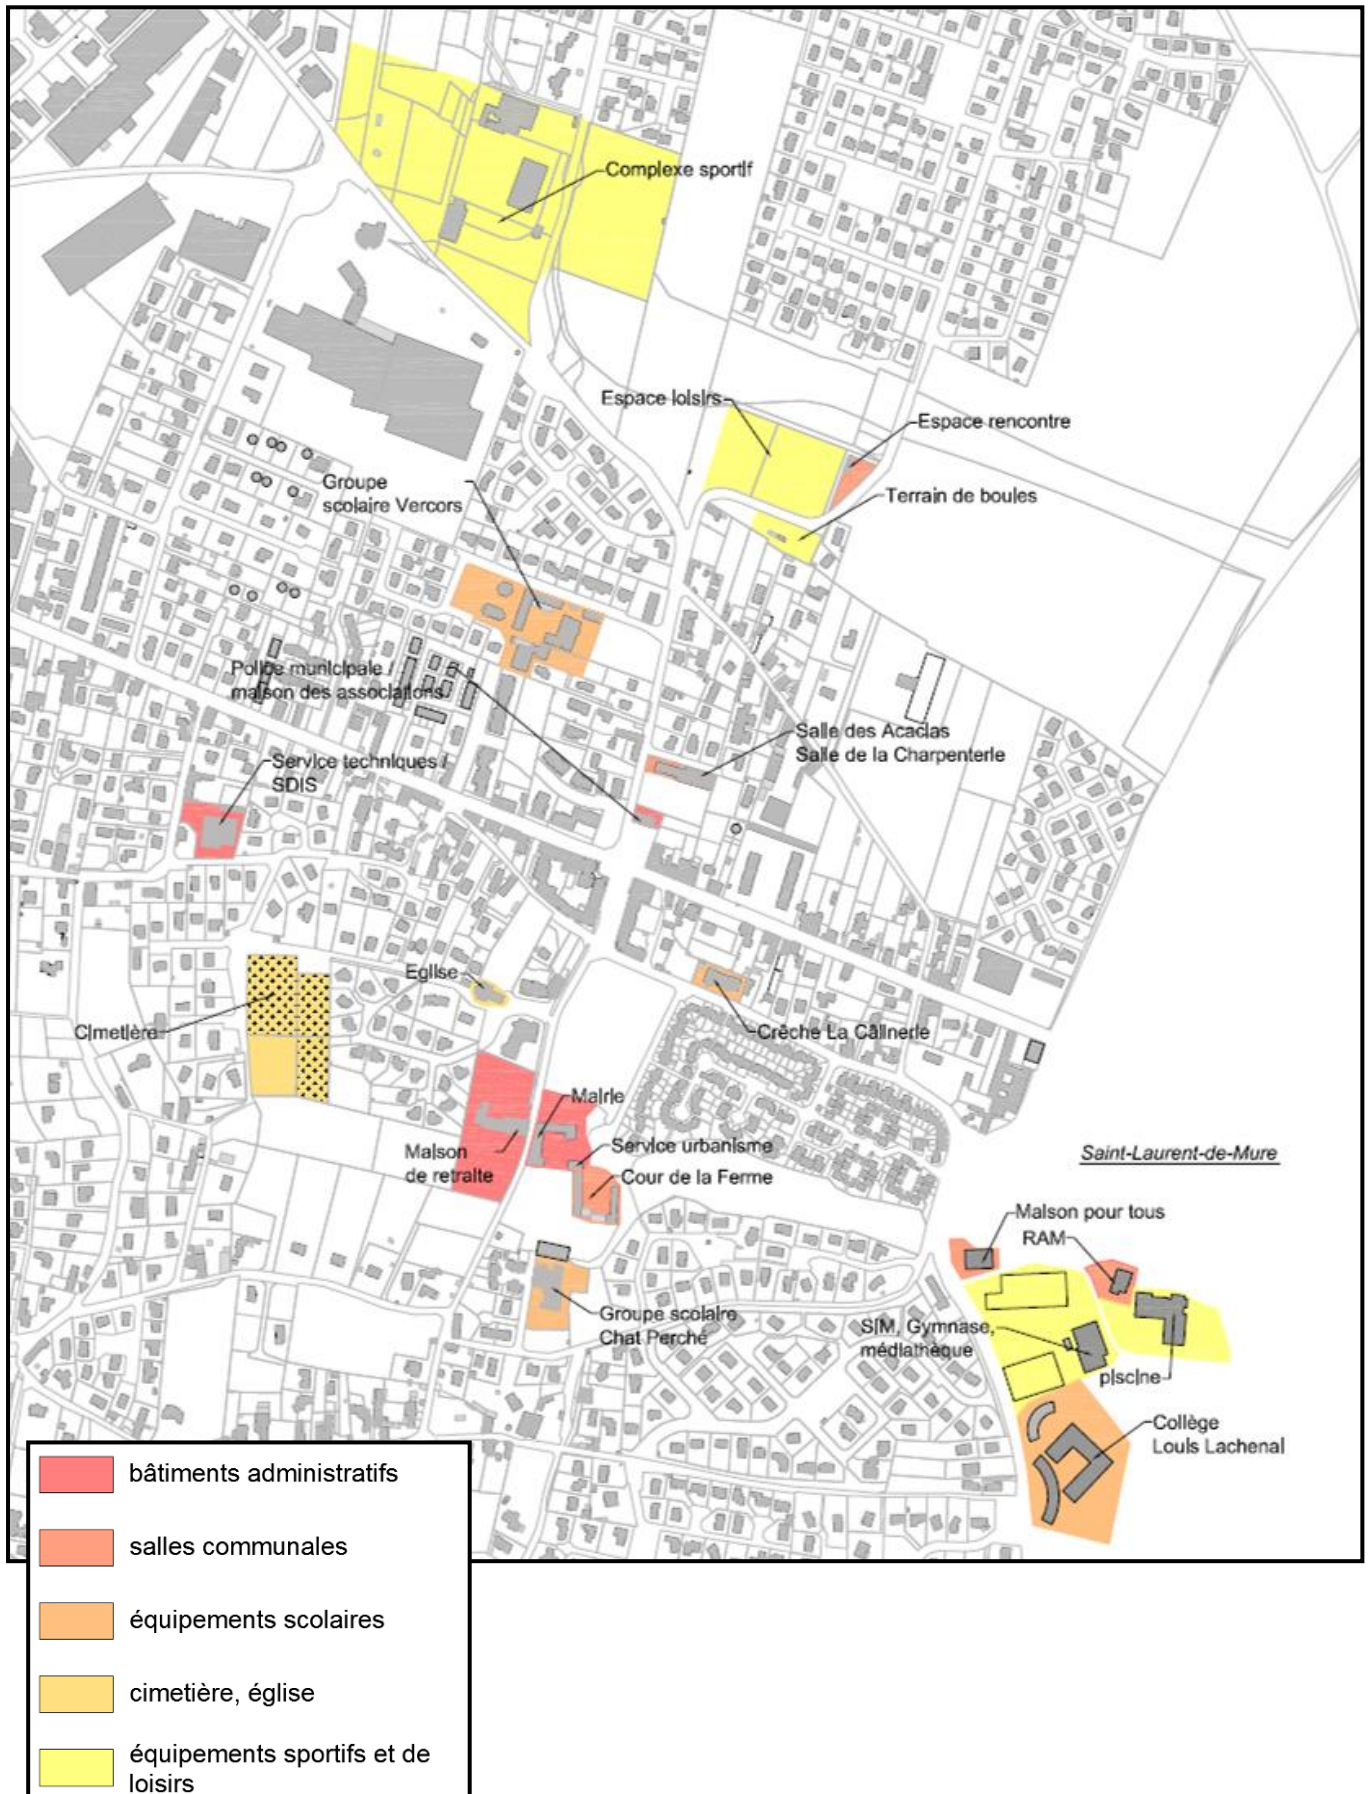 Complexe sportif
Espace loisirs
Espace rencontre
Groupe
scolaire Vercors
Terrain de boules
Police municipale /
maison des associations
Salle des Acacias
Salle de la Charpenterie
Service techniques /
SDIS
Eglise
Cimetière
Crêche La Câlinerie
Mairie
Maison
de retraite
Service urbanisme
Cour de la Ferme
Saint-Laurent-de-Mure
Maison pour tous
RAM
Groupe scolaire
Chat Perché
SIM, Gymnase,
médiathèque
piscine
Collège
Louis Lachenal
bâtiments administratifs
salles communales
équipements scolaires
cimetière, église
équipements sportifs et de
loisirs